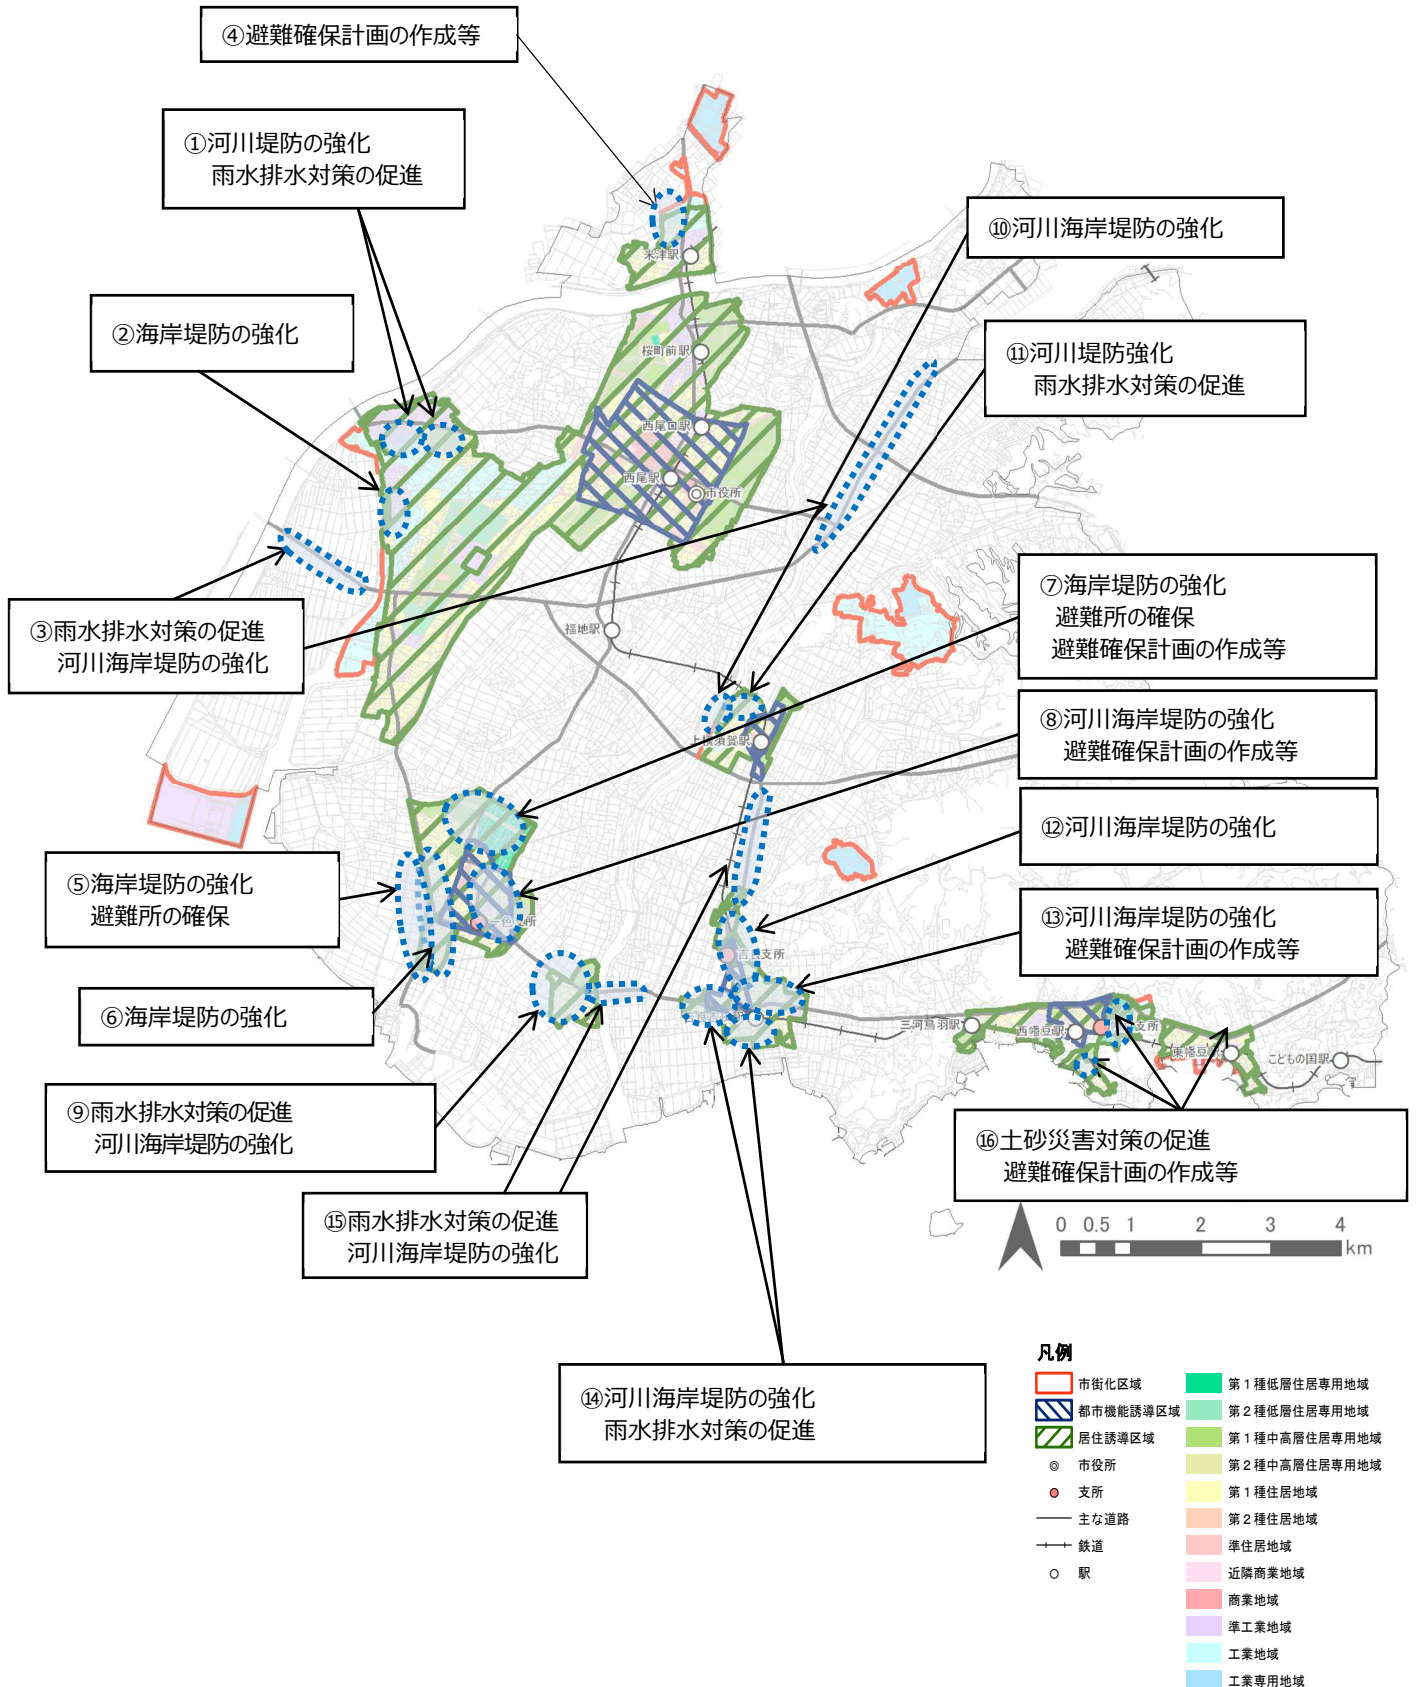 ④避難確保計画の作成等
①河川堤防の強化
雨水排水対策の促進
⑩河川海岸堤防の強化
米津駅
②海岸堤防の強化
⑪河川堤防強化
雨水排水対策の促進
桜町前駅
西尾口駅
西尾駅
市役所
③雨水排水対策の促進
河川海岸堤防の強化
福地駅
⑦海岸堤防の強化
避難所の確保
避難確保計画の作成等
上横須賀駅
⑧河川海岸堤防の強化
避難確保計画の作成等
⑫河川海岸堤防の強化
⑤海岸堤防の強化
避難所の確保
一色支所
⑬河川海岸堤防の強化
避難確保計画の作成等
支所
⑥海岸堤防の強化
三河鳥羽駅
西幡豆駅
支所
東幡豆駅
こどもの国駅
⑨雨水排水対策の促進
河川海岸堤防の強化
⑯土砂災害対策の促進
避難確保計画の作成等
⑮雨水排水対策の促進
河川海岸堤防の強化
0 0.5 1 2 3 4
km
⑭河川海岸堤防の強化
雨水排水対策の促進
凡例
市街化区域
都市機能誘導区域
居住誘導区域
市役所
支所
主な道路
鉄道
駅
第1種低層住居専用地域
第2種低層住居専用地域
第1種中高層住居専用地域
第2種中高層住居専用地域
第1種住居地域
第2種住居地域
準住居地域
近隣商業地域
商業地域
準工業地域
工業地域
工業専用地域